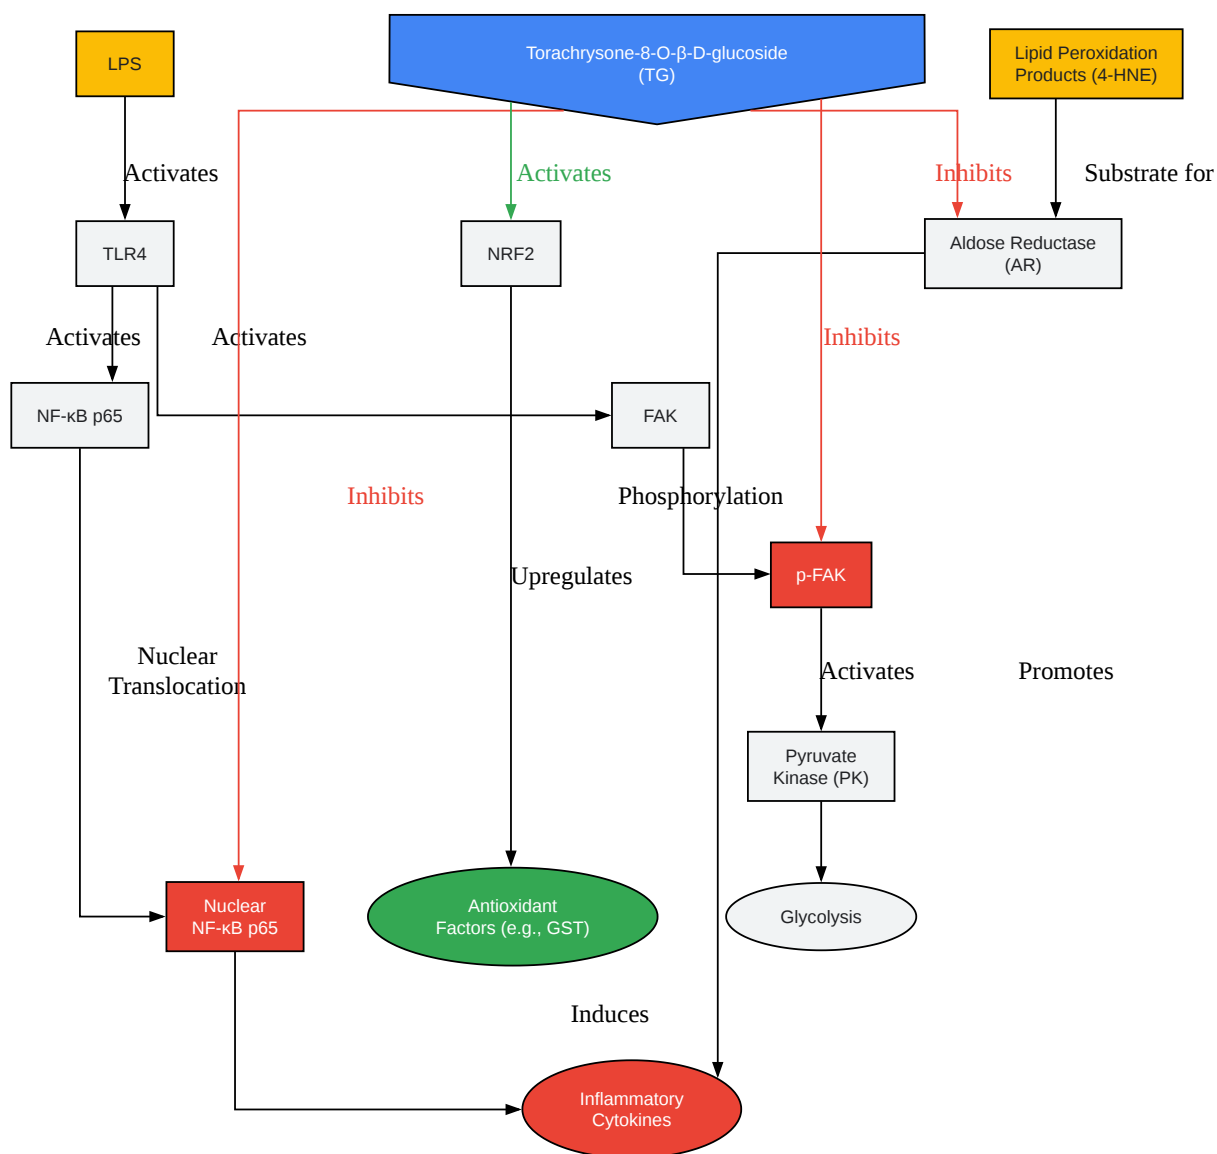 LPS
Torachrysone-8-O-β-D-glucoside
(TG)
Lipid Peroxidation
Products (4-HNE)
Activates
Activates
Inhibits
Substrate for
TLR4
NRF2
Aldose Reductase
(AR)
Activates
Activates
Inhibits
NF-κB p65
FAK
Inhibits
Phosphorylation
p-FAK
Upregulates
Nuclear
Translocation
Activates
Promotes
Pyruvate
Kinase (PK)
Nuclear
NF-κB p65
Antioxidant
Factors (e.g., GST)
Glycolysis
Induces
Inflammatory
Cytokines